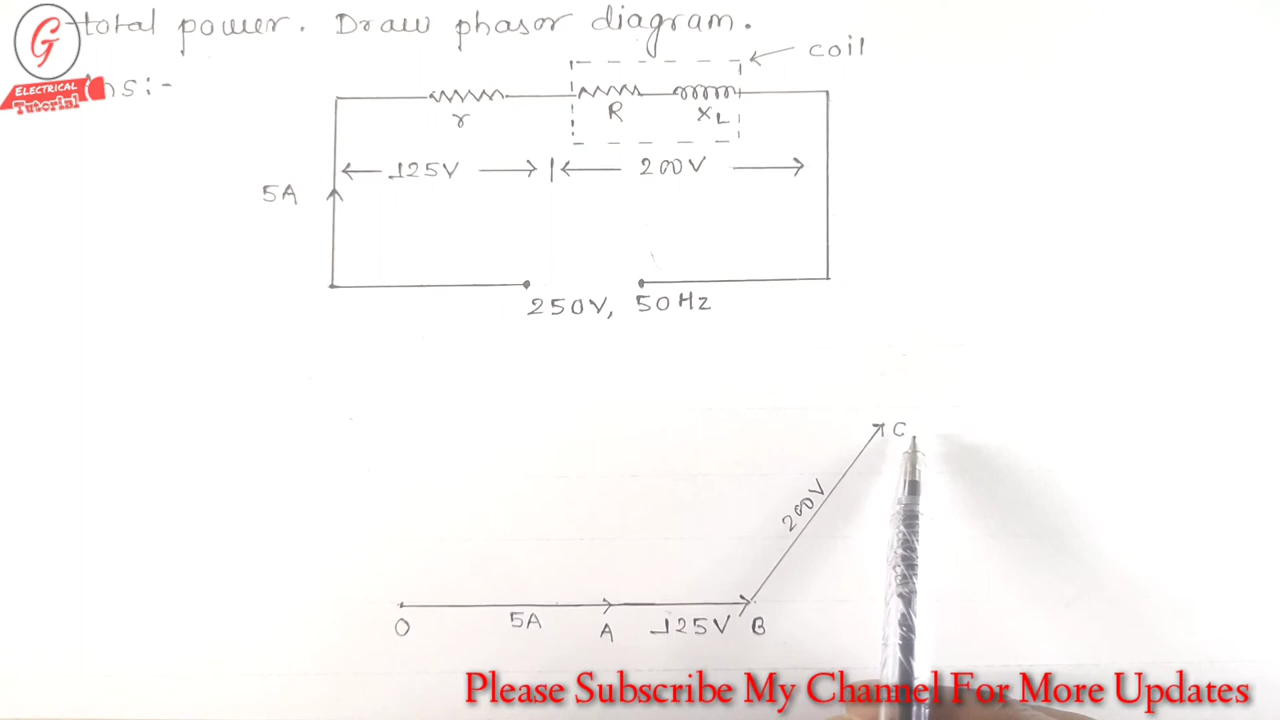 total power. Draw phasor diagram.
G
ELECTRICAL
Tutorial
Ans:-
coil
r
R
XL
125V
200V
5A
250V, 50Hz
C
200V
O
5A
A
125V
B
Please Subscribe My Channel For More Updates